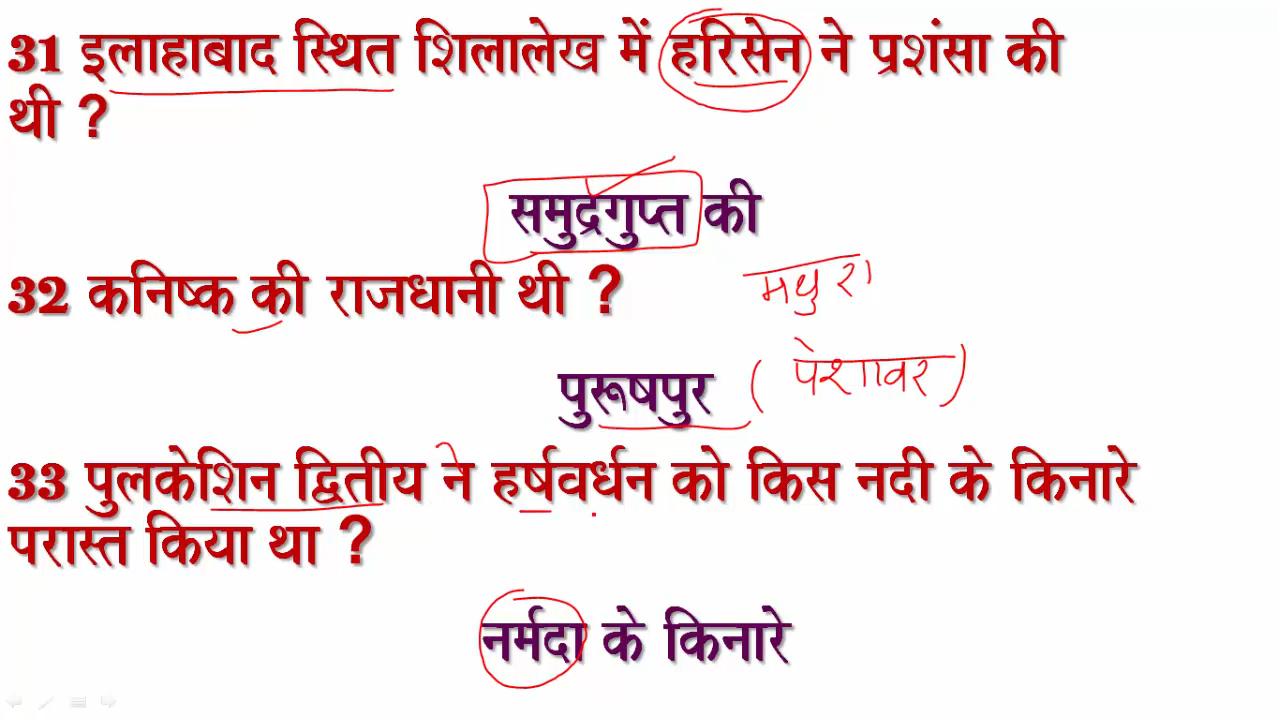 31 इलाहाबाद स्थित शिलालेख में हरिसेन ने प्रशंसा की
थी ?
समुद्रगुप्त की
32 कनिष्क की राजधानी थी ?
मथुरा
पुरूषपुर (पेशावर)
33 पुलकेशिन द्वितीय ने हर्षवर्धन को किस नदी के किनारे
परास्त किया था ?
नर्मदा के किनारे